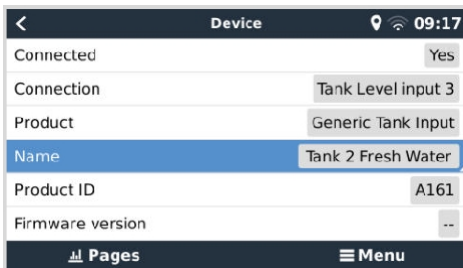 Device 09:17
Connected Yes
Connection Tank Level input 3
Product Generic Tank Input
Name Tank 2 Fresh Water
Product ID A161
Firmware version --
Pages Menu